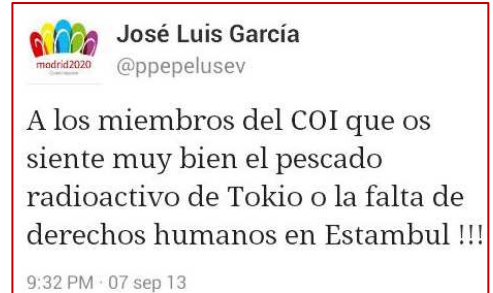 madrid2020
José Luis García
@ppepelusev
A los miembros del COI que os
siente muy bien el pescado
radioactivo de Tokio o la falta de
derechos humanos en Estambul !!!
9:32 PM · 07 sep 13